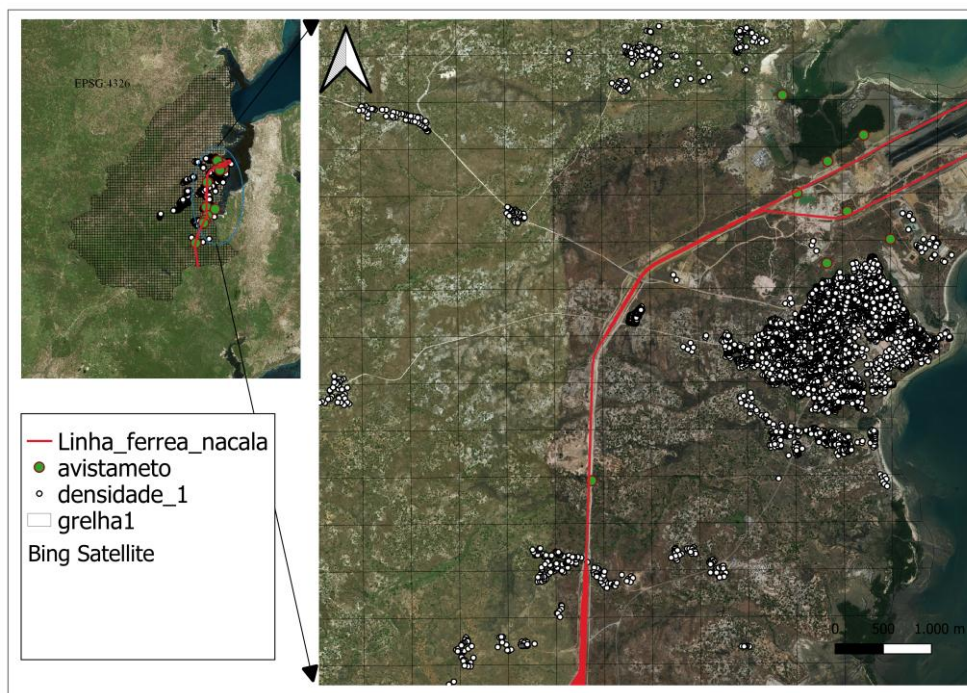 EPSG:4326
Linha_ferrea_nacala
avistameto
densidade_1
grelha1
Bing Satellite
0 500 1.000 m